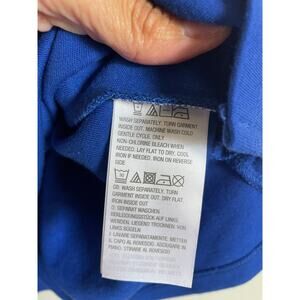 WASH SEPARATELY. TURN GARMENT
INSIDE OUT. MACHINE WASH COLD
GENTLE CYCLE. ONLY
NON-CHLORINE BLEACH WHEN
NEEDED. LAY FLAT TO DRY. COOL
IRON IF NEEDED. IRON ON REVERSE
SIDE
30
GB: WASH SEPARATELY. TURN
GARMENT INSIDE OUT. DRY FLAT.
IRON INSIDE OUT
D: SEPARAT WASCHEN.
KLEIDUNGSSTÜCK AUF LINKS
WENDEN. LIEGEND TROCKNEN. VON
LINKS BÜGELN
I: LAVARE SEPARATAMENTE. METTERE
IL CAPO AL ROVESCIO. ASCIUGARE IN
PIANO. STIRARE AL ROVESCIO